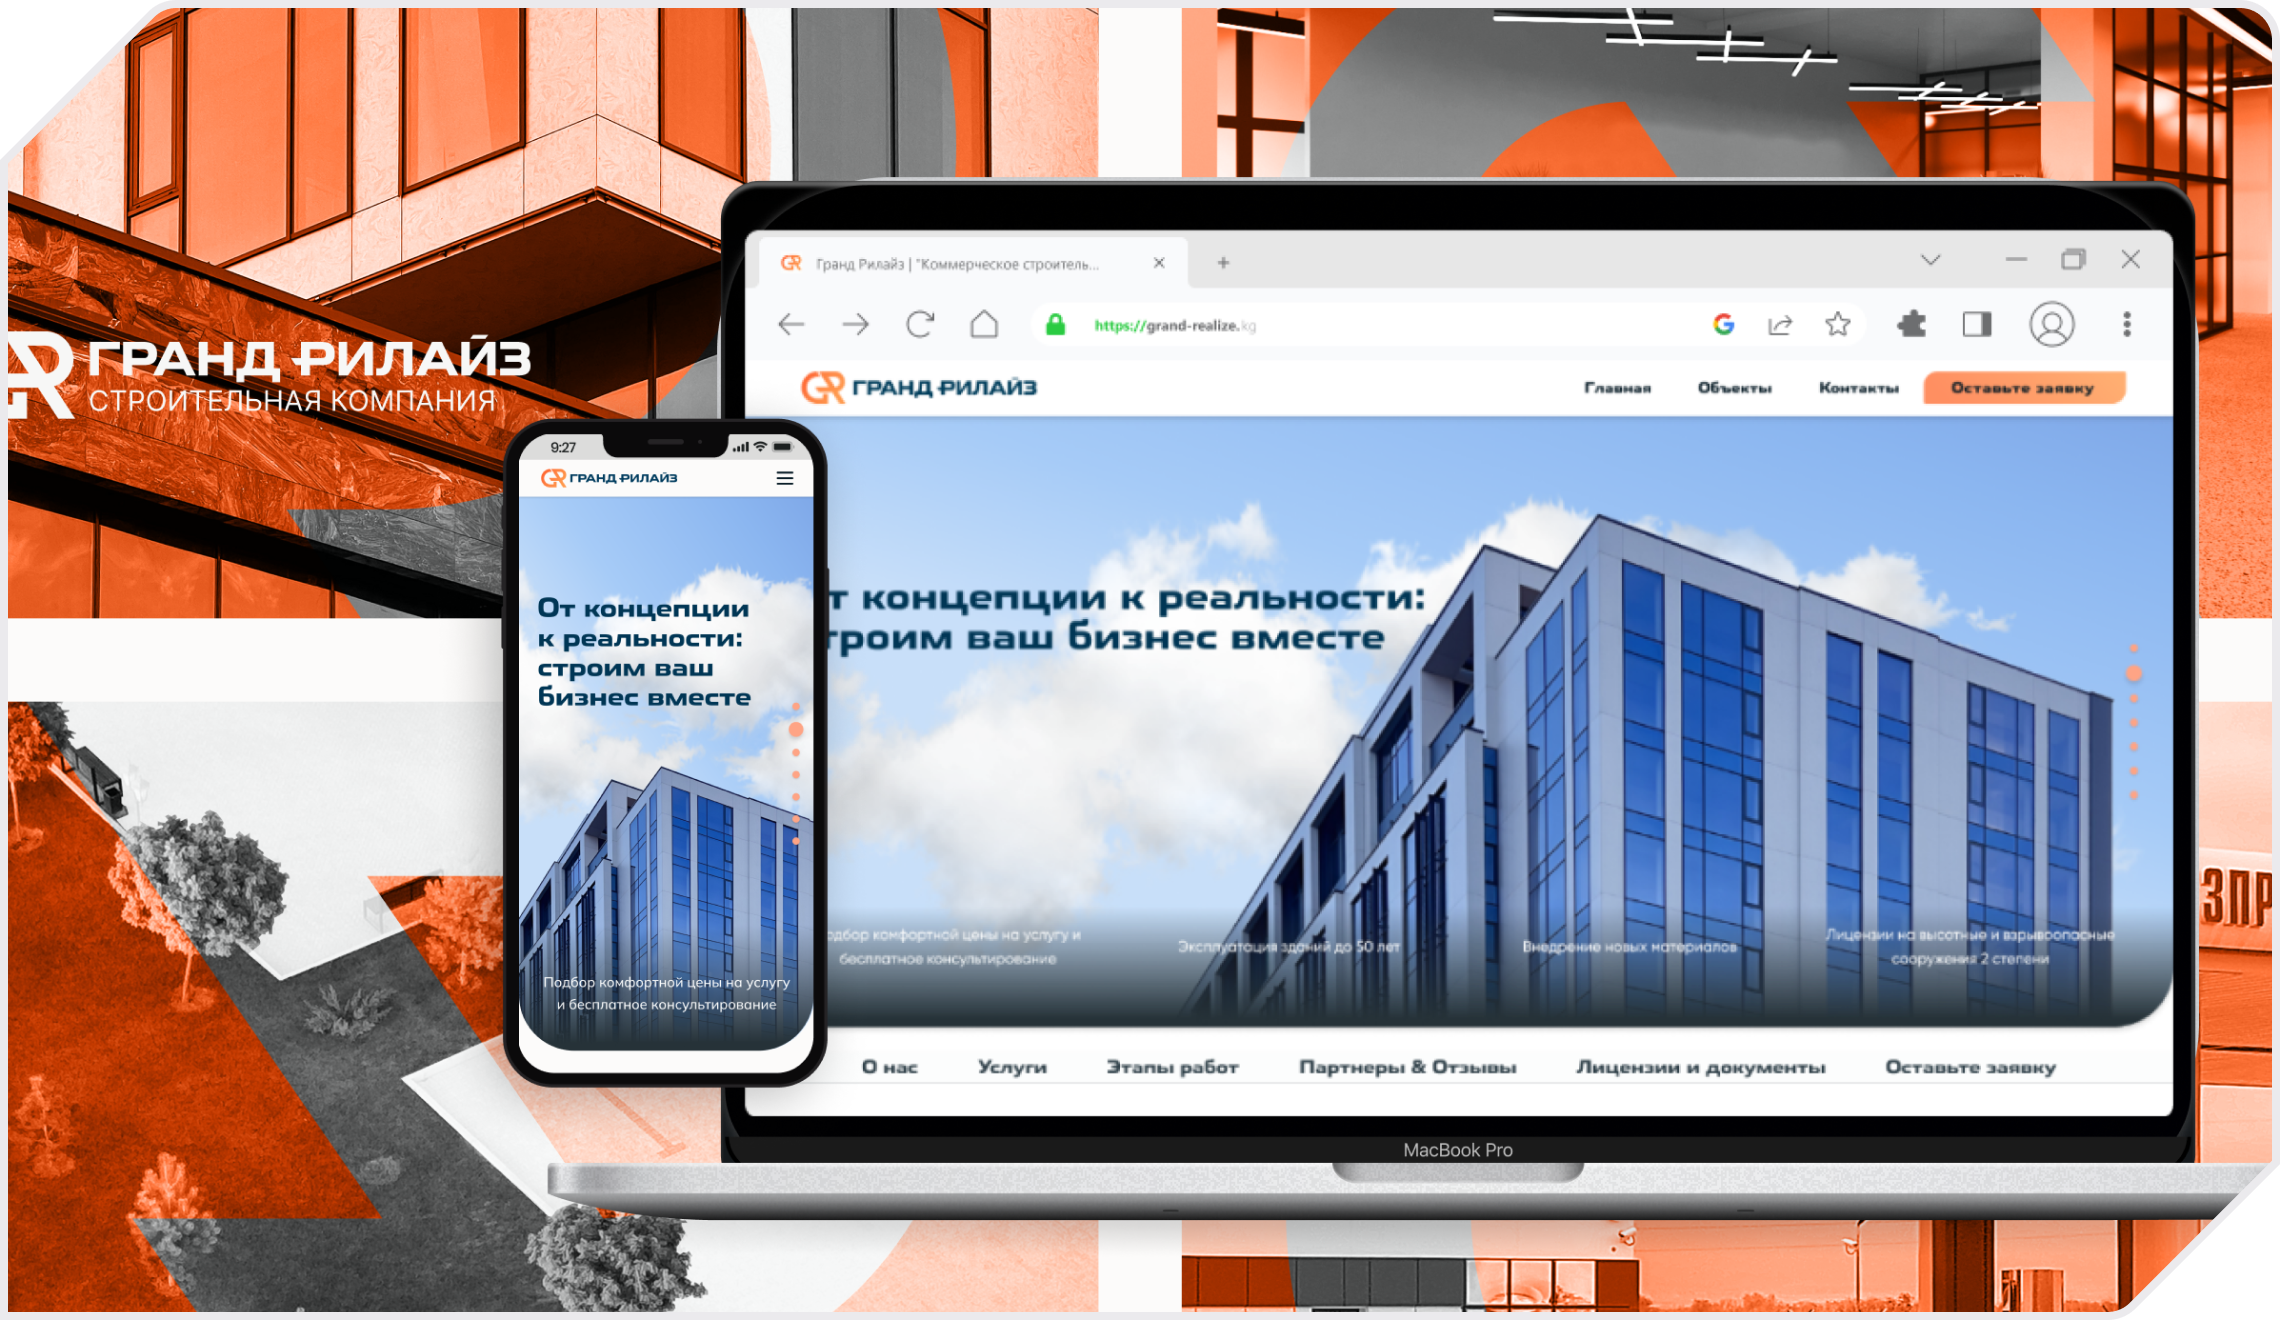 ГРАНД РИЛАЙЗ
СТРОИТЕЛЬНАЯ КОМПАНИЯ
GR Гранд Рилайз | "Коммерческое строитель...
https://grand-realize.kg
GR ГРАНД РИЛАЙЗ
Главная
Объекты
Контакты
Оставьте заявку
т концепции к реальности:
троим ваш бизнес вместе
дбор комфортной цены на услугу и
бесплатное консультирование
Эксплуатация зданий до 50 лет
Внедрение новых материалов
Лицензии на высотные и взрывоопасные
сооружения 2 степени
О нас
Услуги
Этапы работ
Партнеры & Отзывы
Лицензии и документы
Оставьте заявку
MacBook Pro
9:27
GR ГРАНД РИЛАЙЗ
От концепции
к реальности:
строим ваш
бизнес вместе
Подбор комфортной цены на услугу
и бесплатное консультирование
ЗПР